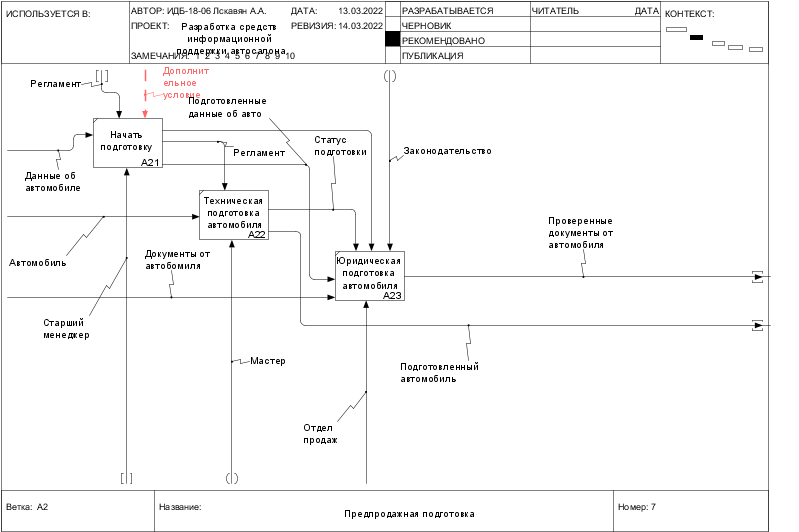 ИСПОЛЬЗУЕТСЯ В:
АВТОР: ИДБ-18-06 Лскавян А.А.
ДАТА: 13.03.2022
РАЗРАБАТЫВАЕТСЯ
ЧИТАТЕЛЬ
ДАТА
КОНТЕКСТ:
ПРОЕКТ: Разработка средств
информационной
поддержки автосалона
РЕВИЗИЯ: 14.03.2022
ЧЕРНОВИК
РЕКОМЕНДОВАНО
ЗАМЕЧАНИЯ: 1 2 3 4 5 6 7 8 9 10
ПУБЛИКАЦИЯ
Регламент
Дополнит
ельное
условие
Подготовленные
данные об авто
Начать
подготовку
A21
Регламент
Статус
подготовки
Законодательство
Данные об
автомобиле
Техническая
подготовка
автомобиля
A22
Проверенные
документы от
автомобиля
Автомобиль
Документы от
автобомиля
Юридическая
подготовка
автомобиля
A23
Старший
менеджер
Мастер
Подготовленный
автомобиль
Отдел
продаж
Ветка: A2
Название:
Предпродажная подготовка
Номер: 7